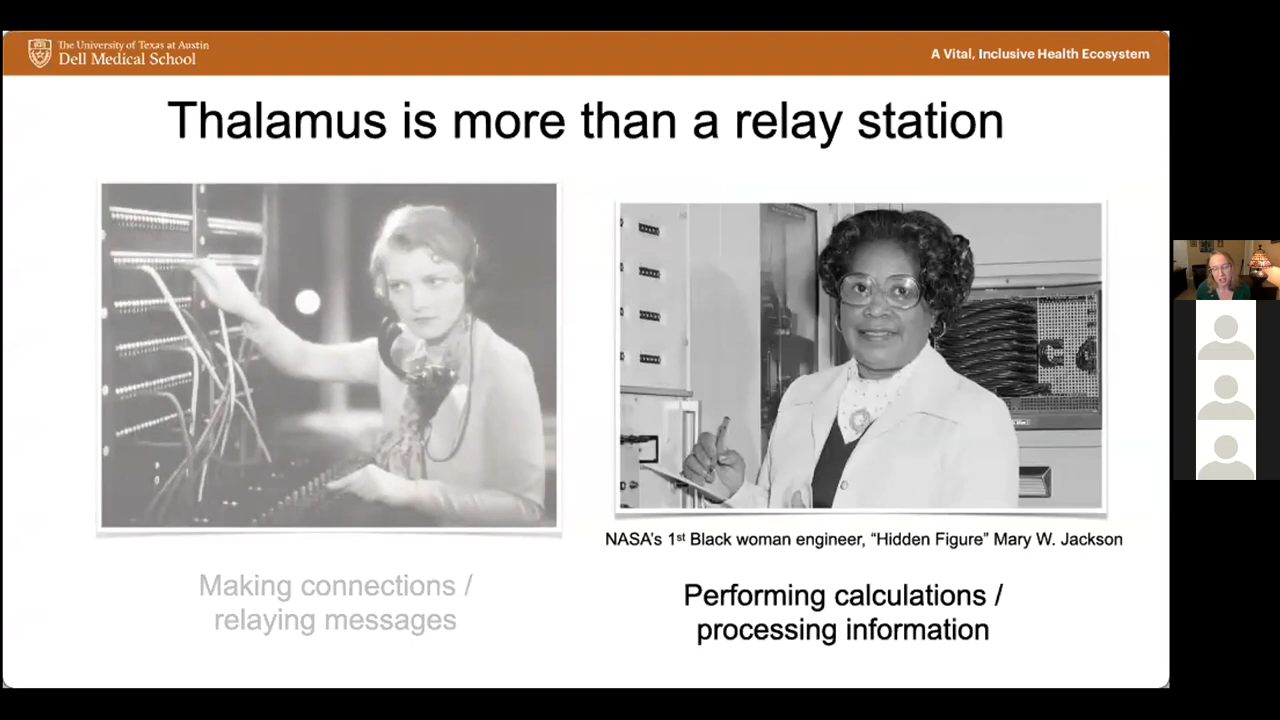 The University of Texas at Austin
Dell Medical School
A Vital, Inclusive Health Ecosystem
Thalamus is more than a relay station
NASA's 1st Black woman engineer, “Hidden Figure” Mary W. Jackson
Making connections /
relaying messages
Performing calculations /
processing information